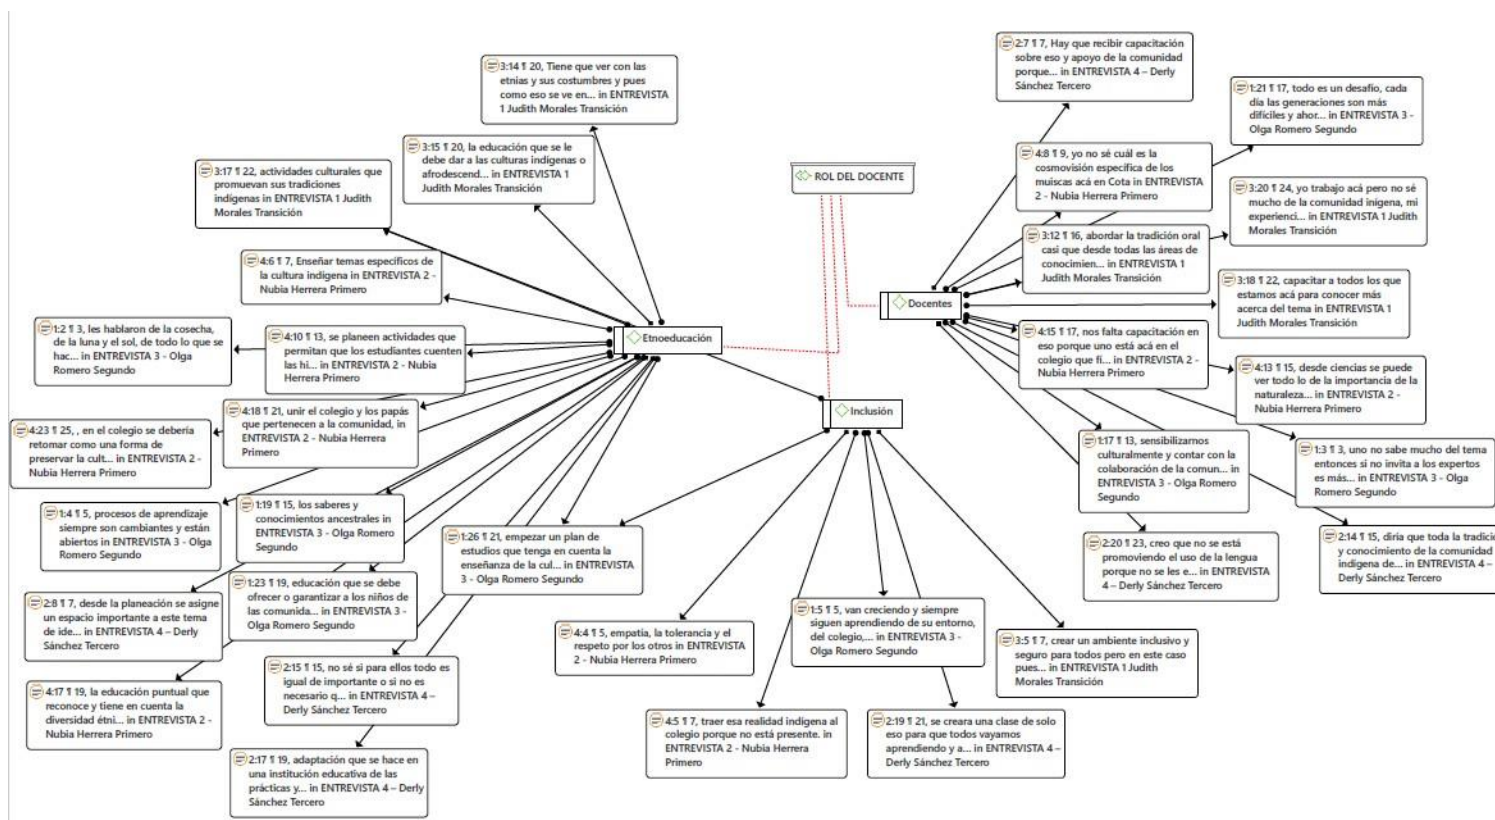 3:14 ¶ 20, Tiene que ver con las
etnias y sus costumbres y pues
como eso se ve en... in ENTREVISTA
1 Judith Morales Transición
3:15 ¶ 20, la educación que se le
debe dar a las culturas indígenas o
afrodescend... in ENTREVISTA 1
Judith Morales Transición
3:17 ¶ 22, actividades culturales que
promuevan sus tradiciones
indígenas in ENTREVISTA 1 Judith
Morales Transición
4:6 ¶ 7, Enseñar temas específicos de
la cultura indígena in ENTREVISTA 2 -
Nubia Herrera Primero
1:2 ¶ 3, les hablaron de la cosecha,
de la luna y el sol, de todo lo que se
hac... in ENTREVISTA 3 - Olga
Romero Segundo
4:10 ¶ 13, se planeen actividades que
permitan que los estudiantes cuenten
las hi... in ENTREVISTA 2 - Nubia
Herrera Primero
4:18 ¶ 21, unir el colegio y los papás
que pertenecen a la comunidad, in
ENTREVISTA 2 - Nubia Herrera
Primero
4:23 ¶ 25, , en el colegio se debería
retomar como una forma de
preservar la cult... in ENTREVISTA 2 -
Nubia Herrera Primero
1:4 ¶ 5, procesos de aprendizaje
siempre son cambiantes y están
abiertos in ENTREVISTA 3 - Olga
Romero Segundo
1:19 ¶ 15, los saberes y
conocimientos ancestrales in
ENTREVISTA 3 - Olga Romero
Segundo
1:26 ¶ 21, empezar un plan de
estudios que tenga en cuenta la
enseñanza de la cul... in ENTREVISTA
3 - Olga Romero Segundo
1:23 ¶ 19, educación que se debe
ofrecer o garantizar a los niños de
las comunida... in ENTREVISTA 3 -
Olga Romero Segundo
2:8 ¶ 7, desde la planeación se asigne
un espacio importante a este tema
de ide... in ENTREVISTA 4 – Derly
Sánchez Tercero
2:15 ¶ 15, no sé si para ellos todo es
igual de importante o si no es
necesario q... in ENTREVISTA 4 –
Derly Sánchez Tercero
4:17 ¶ 19, la educación puntual que
reconoce y tiene en cuenta la
diversidad étni... in ENTREVISTA 2 -
Nubia Herrera Primero
2:17 ¶ 19, adaptación que se hace en
una institución educativa de las
prácticas y... in ENTREVISTA 4 – Derly
Sánchez Tercero
Etnoeducación
ROL DEL DOCENTE
Inclusión
4:4 ¶ 5, empatía, la tolerancia y el
respeto por los otros in ENTREVISTA
2 - Nubia Herrera Primero
1:5 ¶ 5, van creciendo y siempre
siguen aprendiendo de su entorno,
del colegio,... in ENTREVISTA 3 -
Olga Romero Segundo
3:5 ¶ 7, crear un ambiente inclusivo y
seguro para todos pero en este caso
pues... in ENTREVISTA 1 Judith
Morales Transición
4:5 ¶ 7, traer esa realidad indígena al
colegio porque no está presente. in
ENTREVISTA 2 - Nubia Herrera
Primero
2:19 ¶ 21, se creara una clase de solo
eso para que todos vayamos
aprendiendo y a... in ENTREVISTA 4 –
Derly Sánchez Tercero
Docentes
2:7 ¶ 7, Hay que recibir capacitación
sobre eso y apoyo de la comunidad
porque... in ENTREVISTA 4 – Derly
Sánchez Tercero
1:21 ¶ 17, todo es un desafío, cada
día las generaciones son más
difíciles y ahor... in ENTREVISTA 3 -
Olga Romero Segundo
4:8 ¶ 9, yo no sé cuál es la
cosmovisión específica de los
muiscas acá en Cota in ENTREVISTA
2 - Nubia Herrera Primero
3:20 ¶ 24, yo trabajo acá pero no sé
mucho de la comunidad inígena, mi
experienci... in ENTREVISTA 1 Judith
Morales Transición
3:12 ¶ 16, abordar la tradición oral
casi que desde todas las áreas de
conocimien... in ENTREVISTA 1
Judith Morales Transición
3:18 ¶ 22, capacitar a todos los que
estamos acá para conocer más
acerca del tema in ENTREVISTA 1
Judith Morales Transición
4:15 ¶ 17, nos falta capacitación en
eso porque uno está acá en el
colegio que fi... in ENTREVISTA 2 -
Nubia Herrera Primero
4:13 ¶ 15, desde ciencias se puede
ver todo lo de la importancia de la
naturaleza... in ENTREVISTA 2 -
Nubia Herrera Primero
1:17 ¶ 13, sensibilizarnos
culturalmente y contar con la
colaboración de la comun... in
ENTREVISTA 3 - Olga Romero
Segundo
1:3 ¶ 3, uno no sabe mucho del tema
entonces si no invita a los expertos
es más... in ENTREVISTA 3 - Olga
Romero Segundo
2:20 ¶ 23, creo que no se está
promoviendo el uso de la lengua
porque no se les e... in ENTREVISTA
4 – Derly Sánchez Tercero
2:14 ¶ 15, diria que toda la tradició
y conocimiento de la comunidad
indígena de... in ENTREVISTA 4 –
Derly Sánchez Tercero